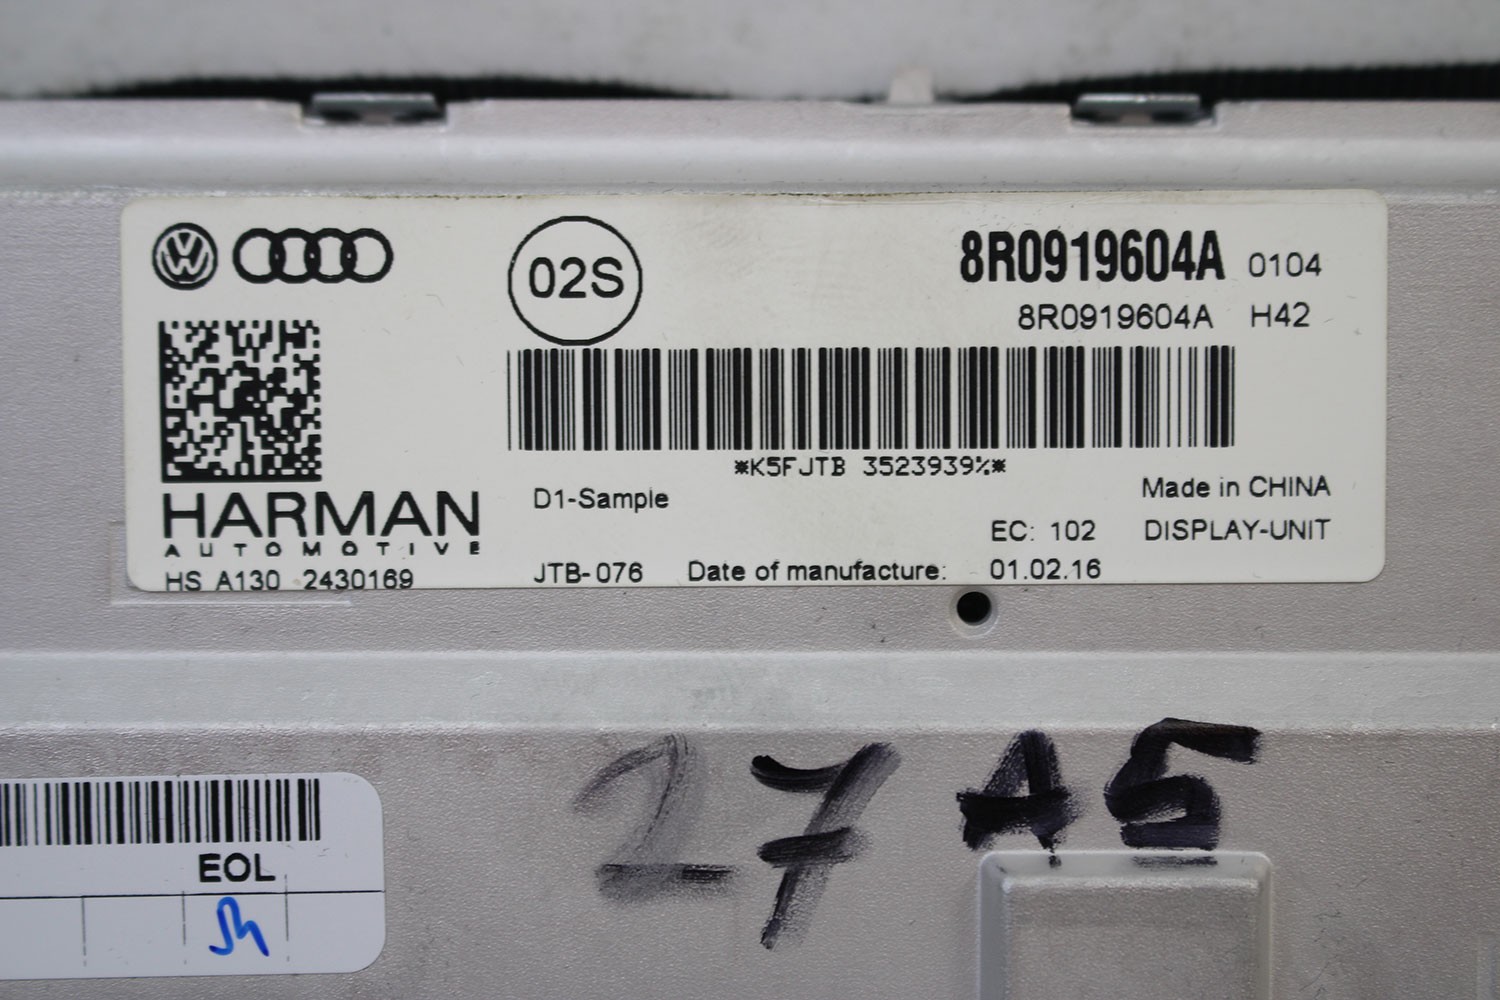 02S
8R0919604A 0104
8R0919604A H42
*K5FJTB 3523939%*
HARMAN
AUTOMOTIVE
HS A130 2430169
D1-Sample
Made in CHINA
EC: 102 DISPLAY-UNIT
JTB-076 Date of manufacture: 01.02.16
27 A5
EOL